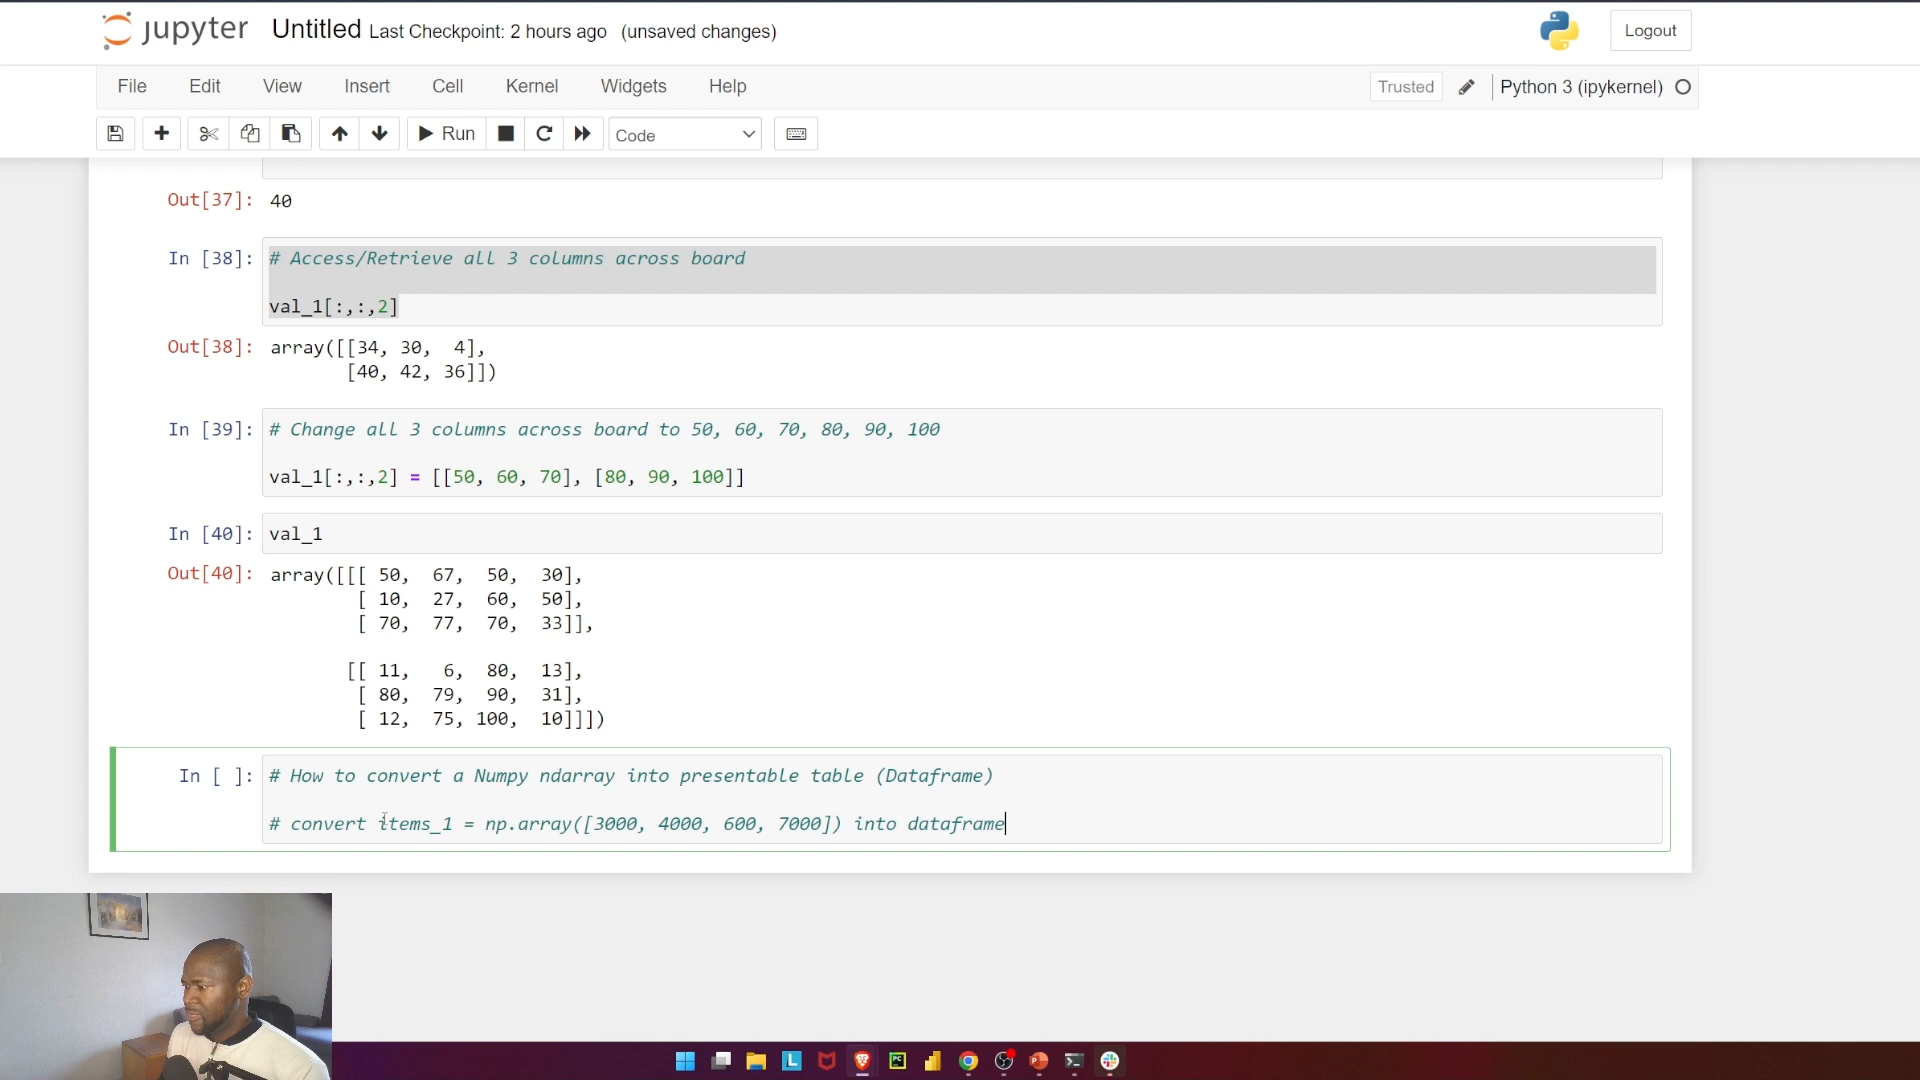 jupyter Untitled Last Checkpoint: 2 hours ago (unsaved changes)
Logout
File Edit View Insert Cell Kernel Widgets Help
Trusted Python 3 (ipykernel)
Run Code
Out[37]: 40
In [38]: # Access/Retrieve all 3 columns across board
val_1[:,:,2]
Out[38]: array([[34, 30, 4],
[40, 42, 36]])
In [39]: # Change all 3 columns across board to 50, 60, 70, 80, 90, 100
val_1[:,:,2] = [[50, 60, 70], [80, 90, 100]]
In [40]: val_1
Out[40]: array([[[ 50, 67, 50, 30],
[ 10, 27, 60, 50],
[ 70, 77, 70, 33]],
[[ 11, 6, 80, 13],
[ 80, 79, 90, 31],
[ 12, 75, 100, 10]]])
In [ ]: # How to convert a Numpy ndarray into presentable table (Dataframe)
# convert items_1 = np.array([3000, 4000, 600, 7000]) into dataframe